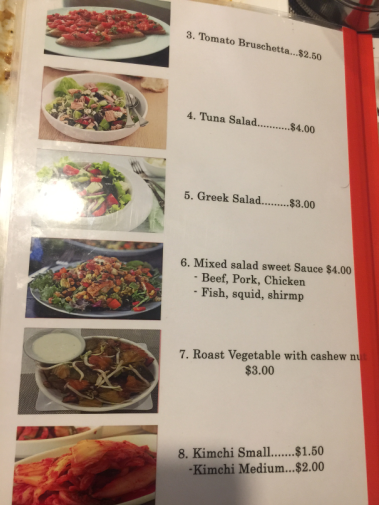 3. Tomato Bruschetta...$2.50
4. Tuna Salad..........$4.00
5. Greek Salad.........$3.00
6. Mixed salad sweet Sauce $4.00
- Beef, Pork, Chicken
- Fish, squid, shirmp
7. Roast Vegetable with cashew nu
$3.00
8. Kimchi Small.......$1.50
-Kimchi Medium...$2.00